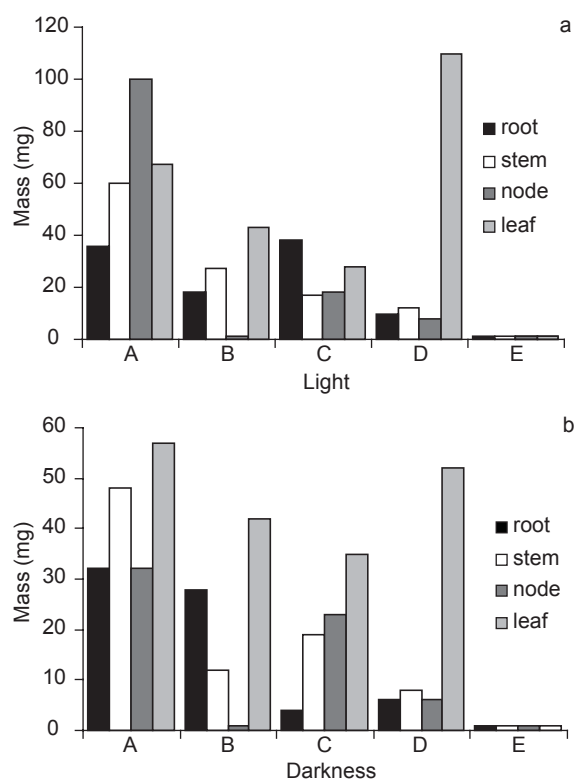 a
Mass (mg)
120
100
80
60
40
20
0
root
stem
node
leaf
A B C D E
Light
b
Mass (mg)
60
50
40
30
20
10
0
root
stem
node
leaf
A B C D E
Darkness